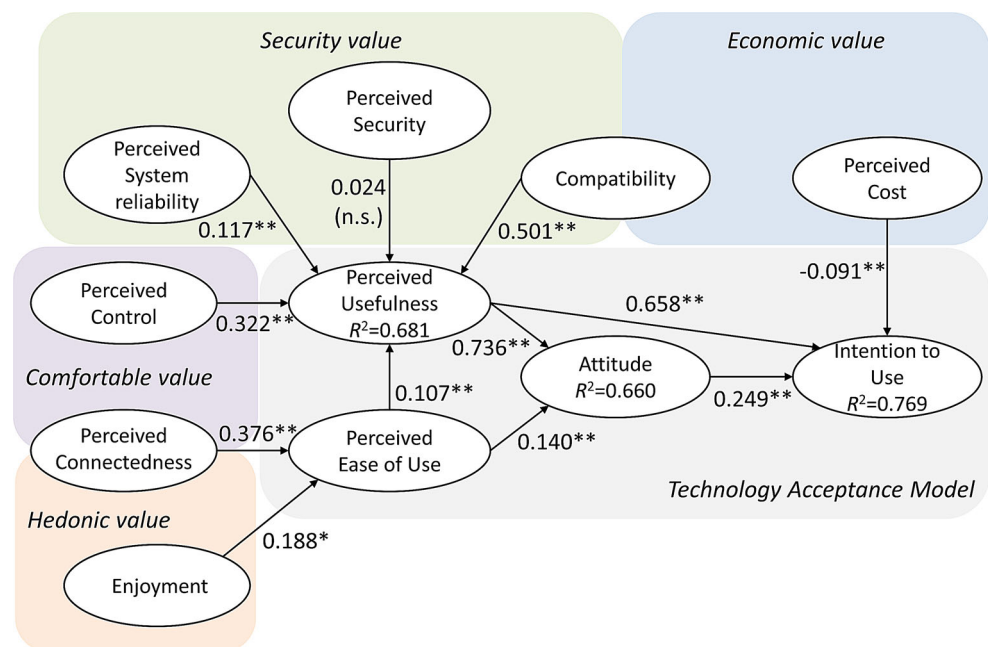 Security value
Economic value
Perceived
Security
Perceived
System
reliability
Compatibility
Perceived
Cost
0.024
(n.s.)
0.117**
0.501**
-0.091**
Perceived
Control
0.322**
Perceived
Usefulness
R²=0.681
0.658**
0.736**
Attitude
R²=0.660
Intention to
Use
R²=0.769
0.249**
Comfortable value
0.107**
Perceived
Connectedness
0.376**
Perceived
Ease of Use
0.140**
Technology Acceptance Model
Hedonic value
0.188*
Enjoyment